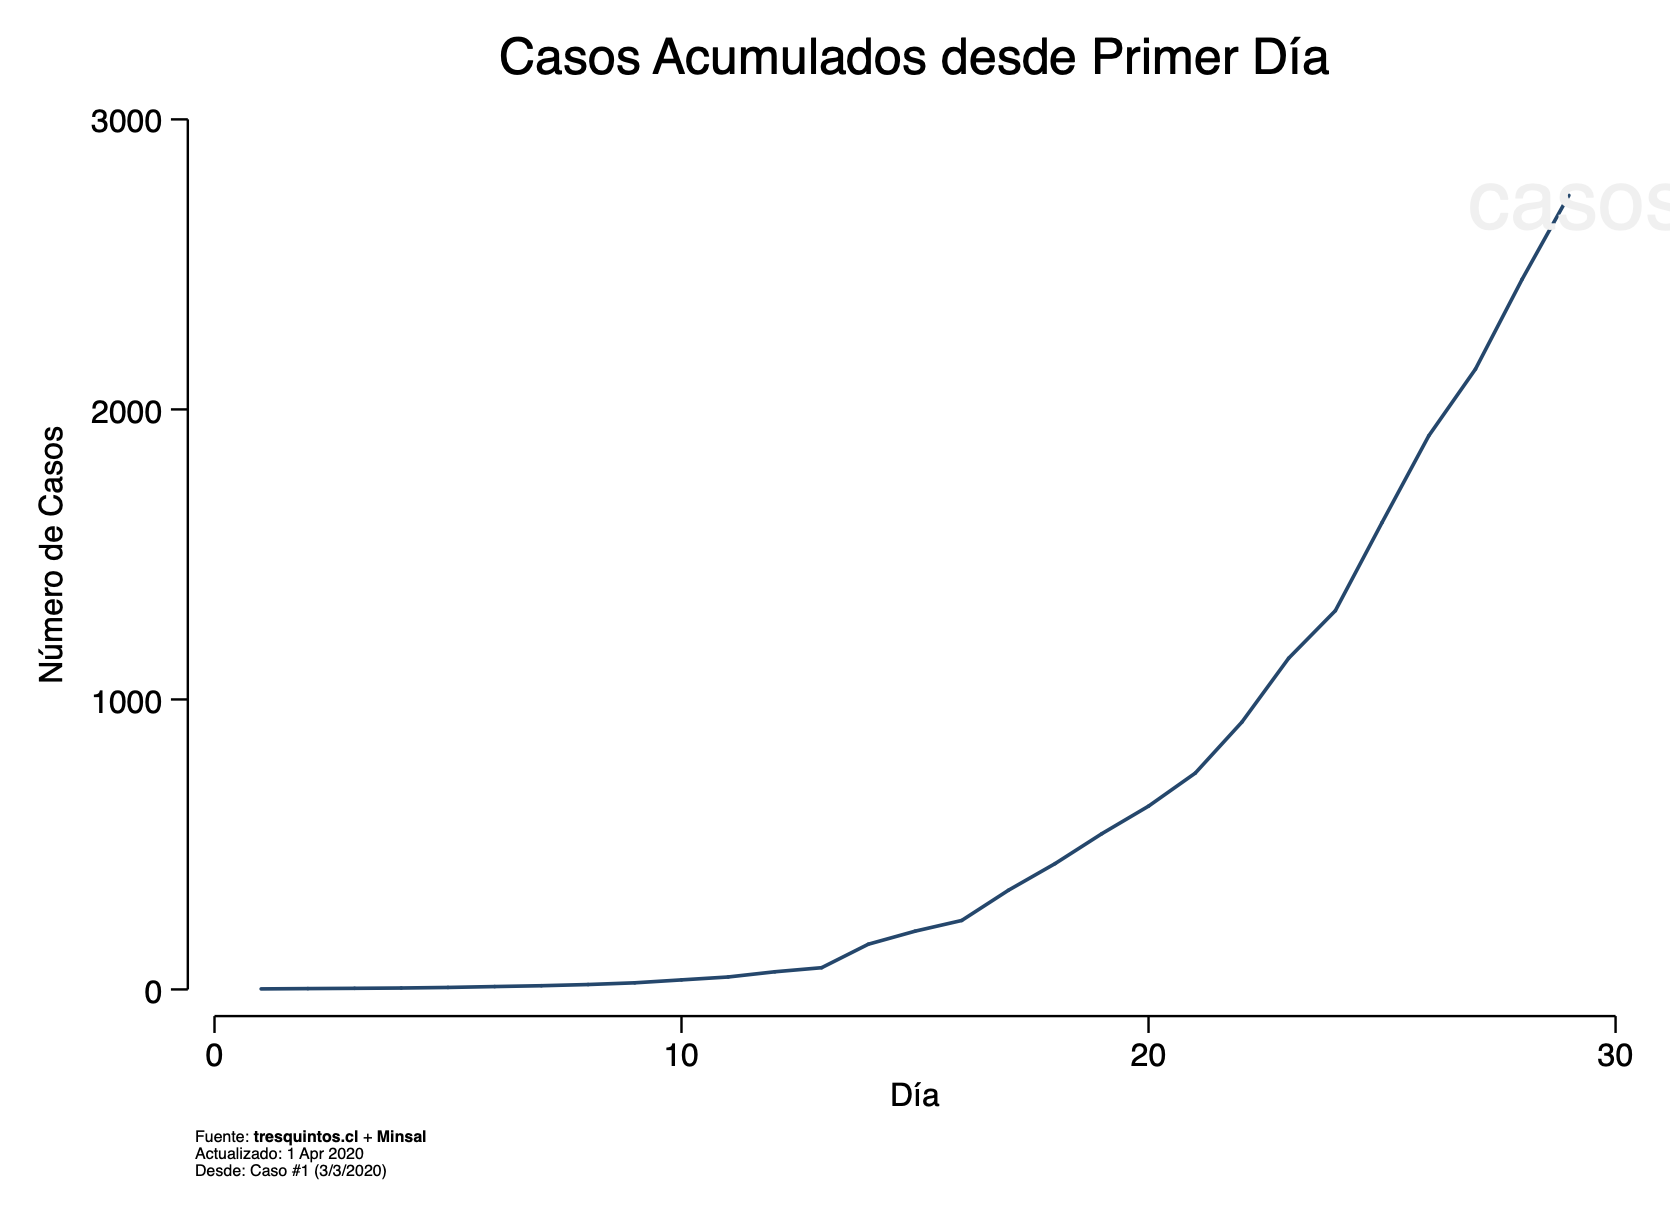 Casos Acumulados desde Primer Día
3000
casos
2000
Número de Casos
1000
0
0 10 20 30
Día
Fuente: tresquintos.cl + Minsal
Actualizado: 1 Apr 2020
Desde: Caso #1 (3/3/2020)